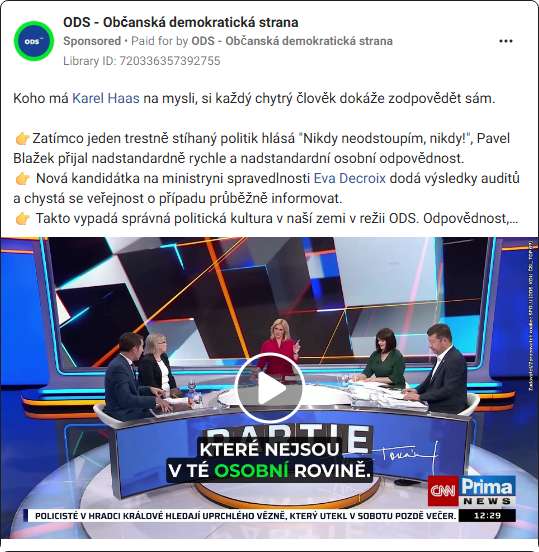 ODS - Občanská demokratická strana
Sponsored • Paid for by ODS - Občanská demokratická strana
Library ID: 720336357392755
Koho má Karel Haas na mysli, si každý chytrý člověk dokáže zodpovědět sám.
👉Zatímco jeden trestně stíhaný politik hlásá "Nikdy neodstoupím, nikdy!", Pavel
Blažek přijal nadstandardně rychle a nadstandardní osobní odpovědnost.
👉 Nová kandidátka na ministryni spravedlnosti Eva Decroix dodá výsledky auditů
a chystá se veřejnost o případu průběžně informovat.
👉 Takto vypadá správná politická kultura v naší zemi v režii ODS. Odpovědnost,...
ODS
PARTIE
KTERÉ NEJSOU
V TÉ OSOBNÍ ROVINĚ.
CNN Prima
NEWS
POLICISTÉ V HRADCI KRÁLOVÉ HLEDAJÍ UPRCHLÉHO VĚZNĚ, KTERÝ UTEKL V SOBOTU POZDĚ VEČER.
12:29